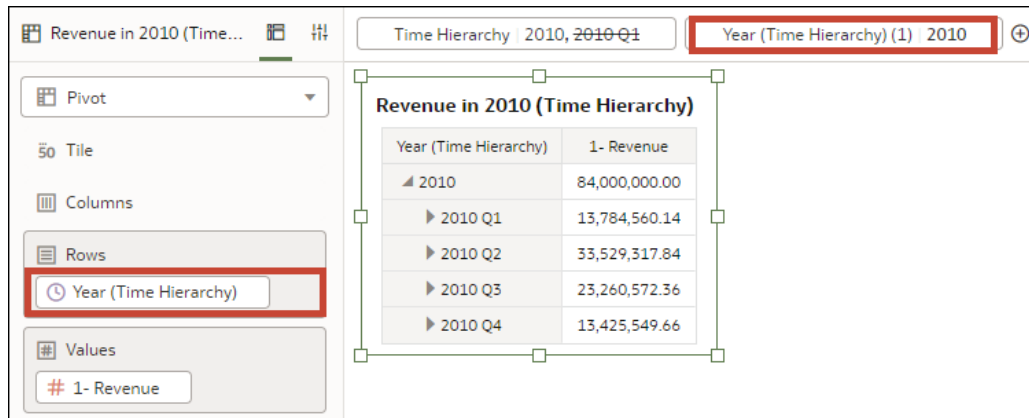 Revenue in 2010 (Time...
Time Hierarchy | 2010, 2010 Q1
Year (Time Hierarchy) (1) | 2010
Pivot
50 Tile
Columns
Rows
Year (Time Hierarchy)
Values
# 1- Revenue
Revenue in 2010 (Time Hierarchy)
Year (Time Hierarchy) 1- Revenue
2010 84,000,000.00
2010 Q1 13,784,560.14
2010 Q2 33,529,317.84
2010 Q3 23,260,572.36
2010 Q4 13,425,549.66